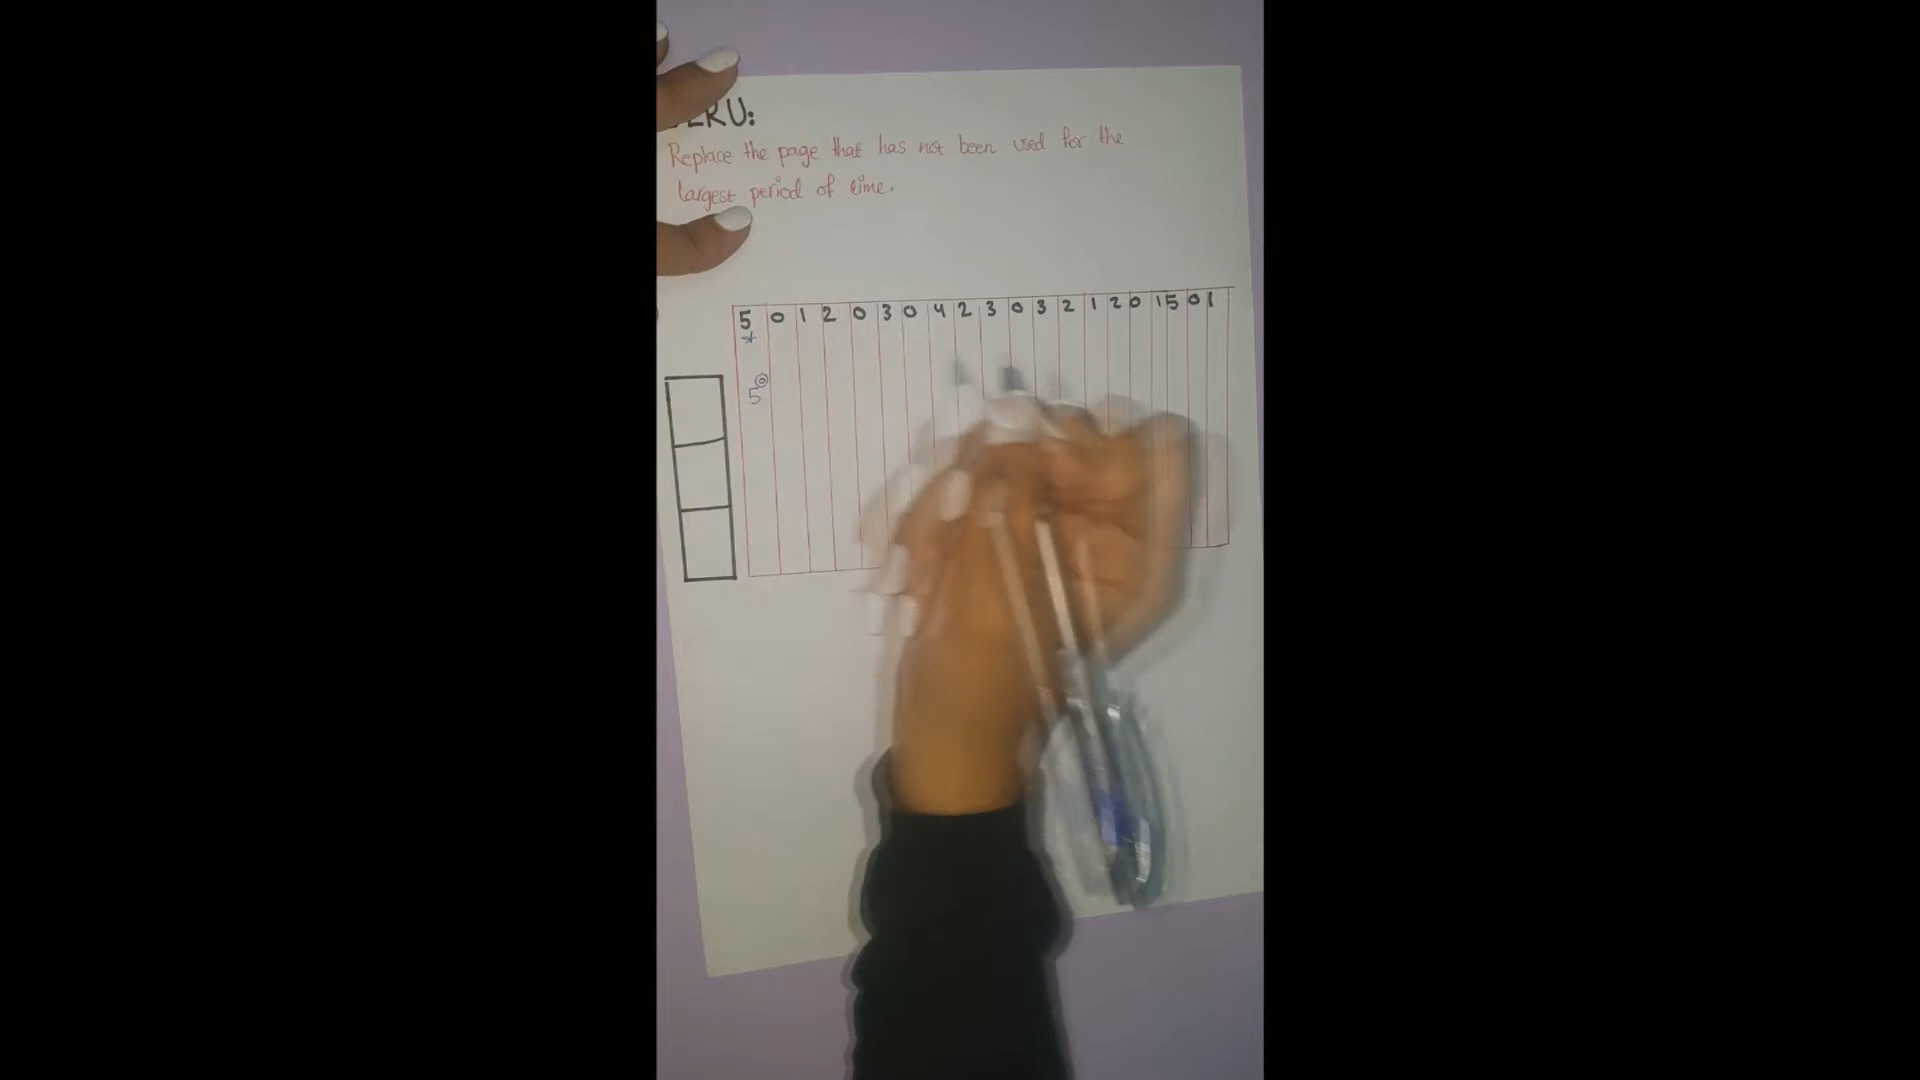 LRU:
Replace the page that has not been used for the
largest period of time.
5 0 1 2 0 3 0 4 2 3 0 3 2 1 2 0 1 5 0 1
*
5 0